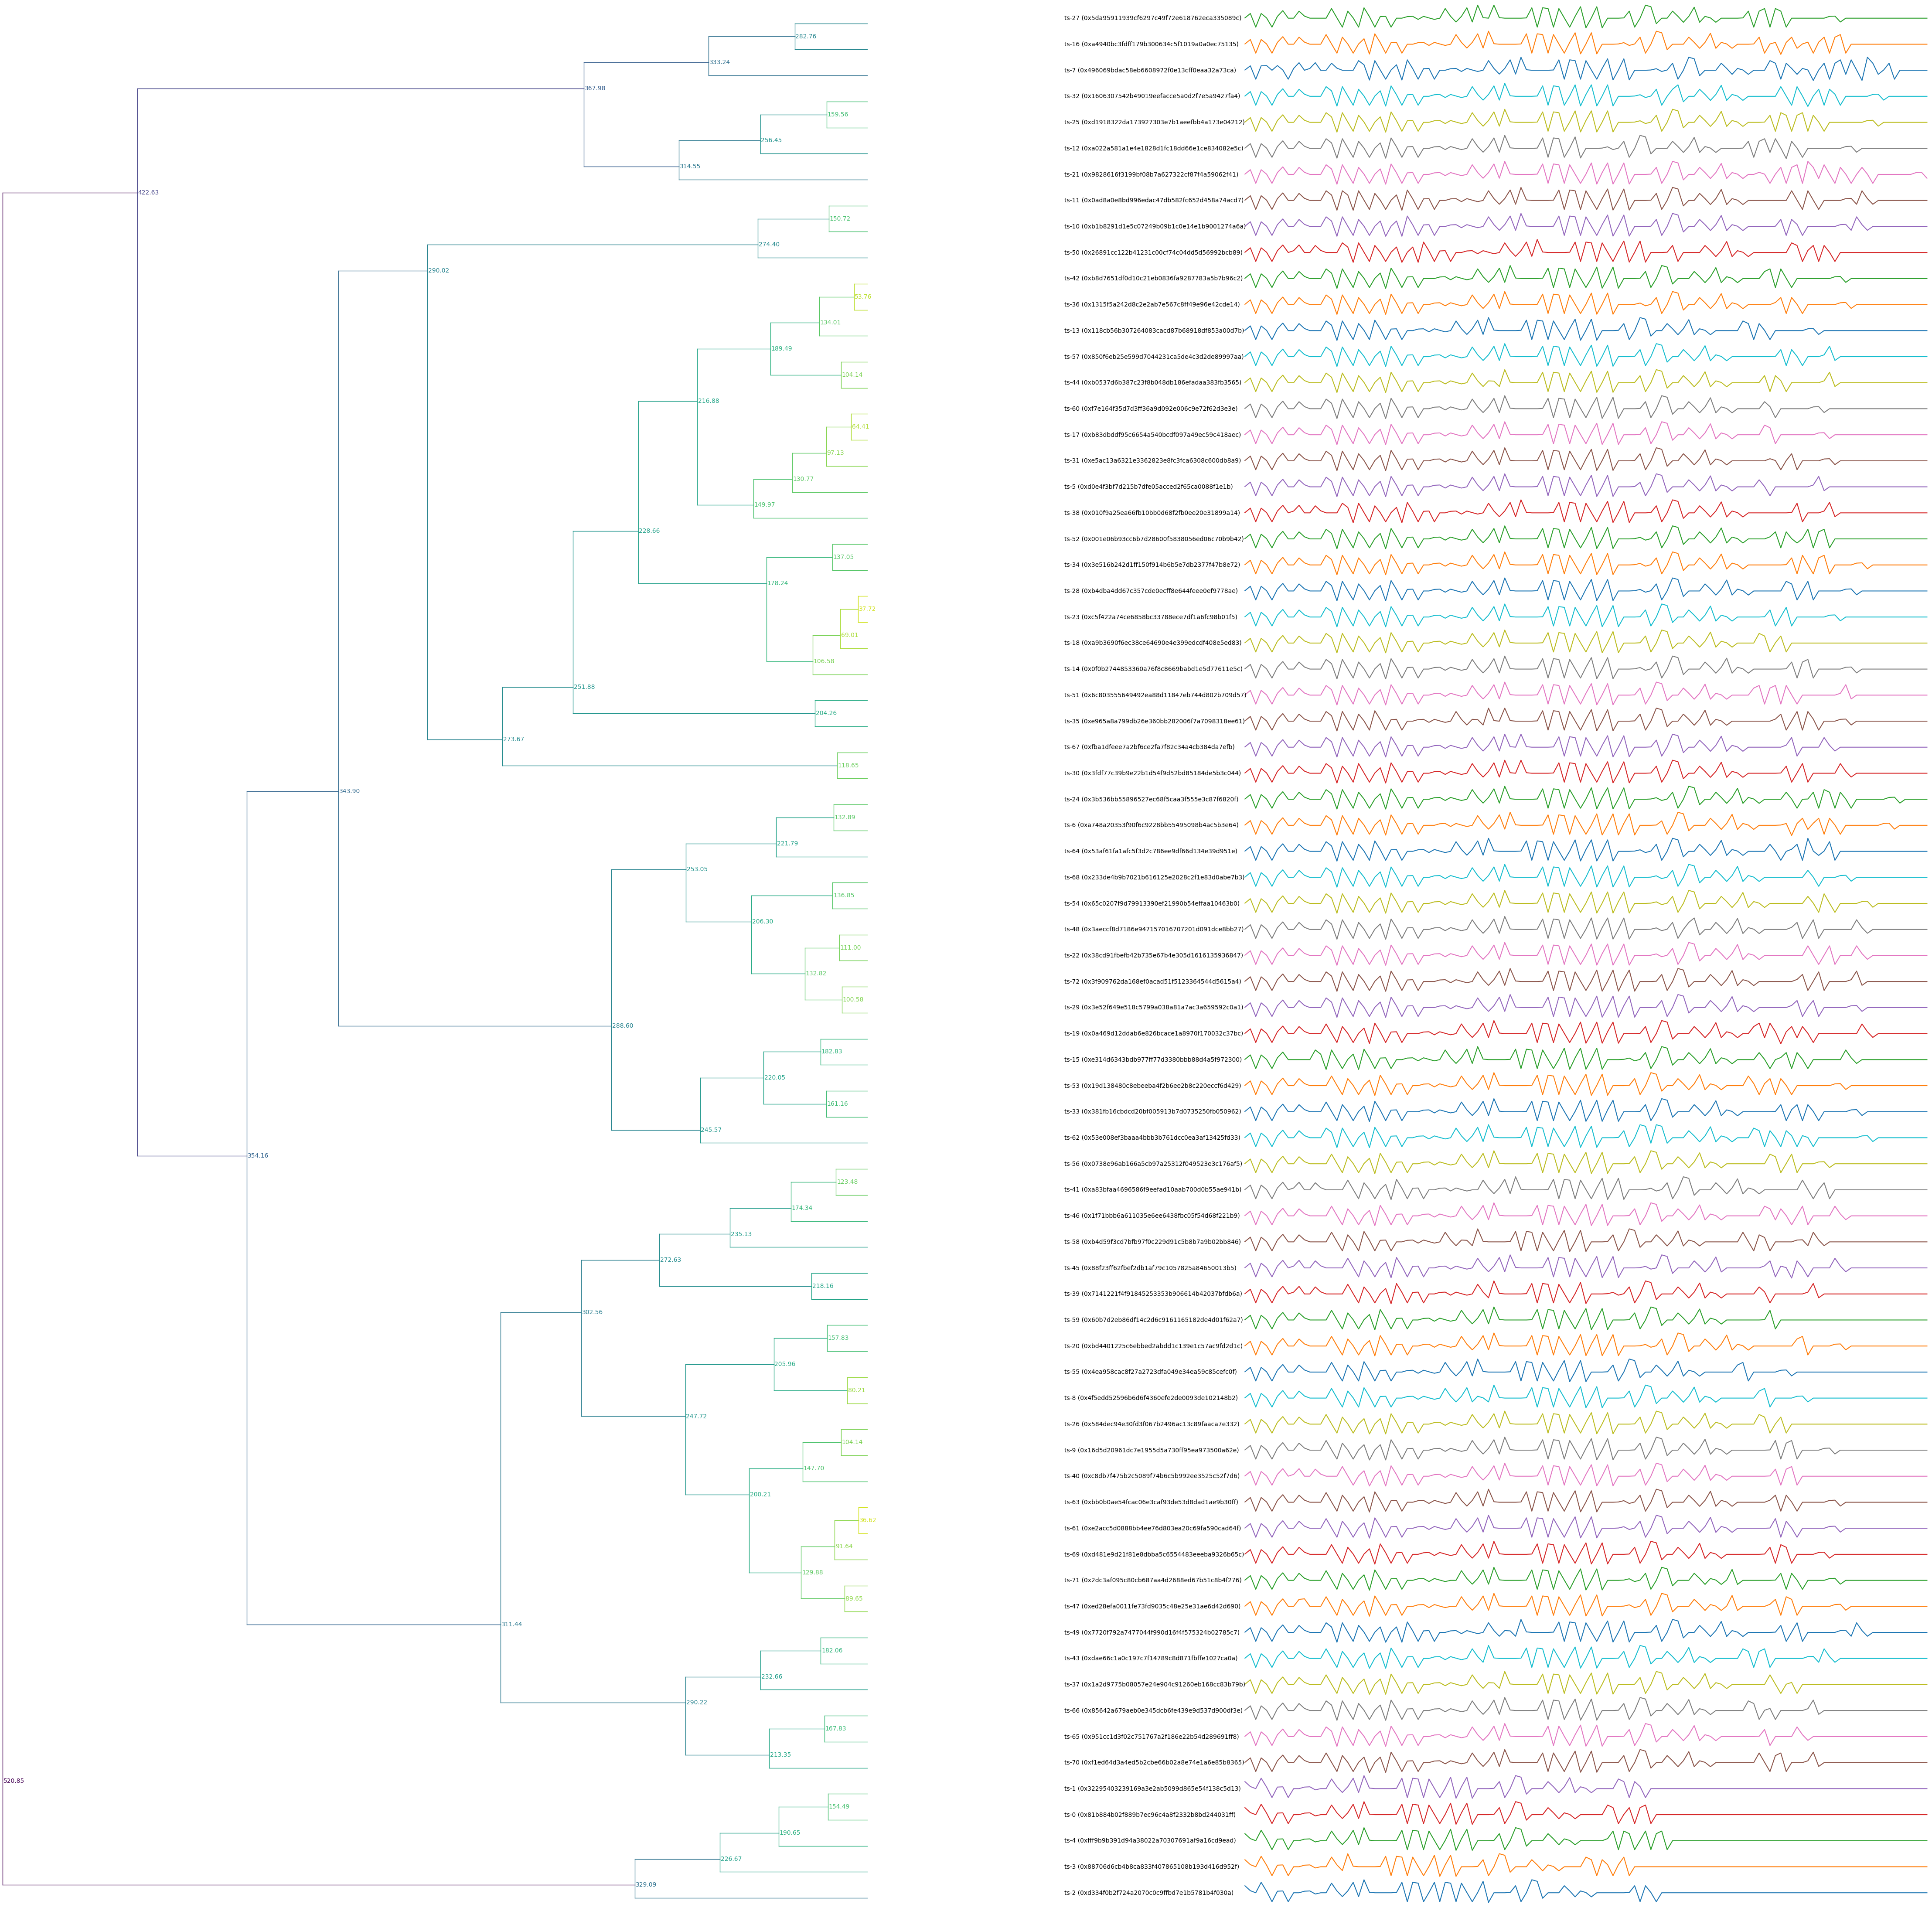 282.76
333.24
367.98
159.56
256.45
314.55
422.63
150.72
274.40
290.02
53.76
134.01
189.49
104.14
216.88
64.41
97.13
130.77
149.97
228.66
137.05
178.24
37.72
69.01
106.58
251.88
204.26
273.67
118.65
343.90
132.89
221.79
253.05
136.85
206.30
111.00
132.82
100.58
288.60
182.83
220.05
161.16
245.57
354.16
123.48
174.34
235.13
272.63
218.16
302.56
157.83
205.96
80.21
247.72
104.14
147.70
200.21
36.62
91.64
129.88
89.65
311.44
182.06
232.66
290.22
167.83
213.35
520.85
154.49
190.65
226.67
329.09
ts-27 (0x5da95911939cf6297c49f72e618762eca335089c)
ts-16 (0xa4940bc3fdff179b300634c5f1019a0a0ec75135)
ts-7 (0x496069bdac58eb6608972f0e13cff0eaa32a73ca)
ts-32 (0x1606307542b49019eefacce5a0d2f7e5a9427fa4)
ts-25 (0xd1918322da173927303e7b1aeefbb4a173e04212)
ts-12 (0xa022a581a1e4e1828d1fc18dd66e1ce834082e5c)
ts-21 (0x9828616f3199bf08b7a627322cf87f4a59062f41)
ts-11 (0x0ad8a0e8bd996edac47db582fc652d458a74acd7)
ts-10 (0xb1b8291d1e5c07249b09b1c0e14e1b9001274a6a)
ts-50 (0x26891cc122b41231c00cf74c04dd5d56992bcb89)
ts-42 (0xb8d7651df0d10c21eb0836fa9287783a5b7b96c2)
ts-36 (0x1315f5a242d8c2e2ab7e567c8ff49e96e42cde14)
ts-13 (0x118cb56b307264083cacd87b68918df853a00d7b)
ts-57 (0x850f6eb25e599d7044231ca5de4c3d2de89997aa)
ts-44 (0xb0537d6b387c23f8b048db186efadaa383fb3565)
ts-60 (0xf7e164f35d7d3ff36a9d092e006c9e72f62d3e3e)
ts-17 (0xb83dbddf95c6654a540bcdf097a49ec59c418aec)
ts-31 (0xe5ac13a6321e3362823e8fc3fca6308c600db8a9)
ts-5 (0xd0e4f3bf7d215b7dfe05acced2f65ca0088f1e1b)
ts-38 (0x010f9a25ea66fb10bb0d68f2fb0ee20e31899a14)
ts-52 (0x001e06b93cc6b7d28600f5838056ed06c70b9b42)
ts-34 (0x3e516b242d1ff150f914b6b5e7db2377f47b8e72)
ts-28 (0xb4dba4dd67c357cde0ecff8e644feee0ef9778ae)
ts-23 (0xc5f422a74ce6858bc33788ece7df1a6fc98b01f5)
ts-18 (0xa9b3690f6ec38ce64690e4e399edcdf408e5ed83)
ts-14 (0x0f0b2744853360a76f8c8669babd1e5d77611e5c)
ts-51 (0x6c803555649492ea88d11847eb744d802b709d57)
ts-35 (0xe965a8a799db26e360bb282006f7a7098318ee61)
ts-67 (0xfba1dfeee7a2bf6ce2fa7f82c34a4cb384da7efb)
ts-30 (0x3fdf77c39b9e22b1d54f9d52bd85184de5b3c044)
ts-24 (0x3b536bb55896527ec68f5caa3f555e3c87f6820f)
ts-6 (0xa748a20353f90f6c9228bb55495098b4ac5b3e64)
ts-64 (0x53af61fa1afc5f3d2c786ee9df66d134e39d951e)
ts-68 (0x233de4b9b7021b616125e2028c2f1e83d0abe7b3)
ts-54 (0x65c0207f9d79913390ef21990b54effaa10463b0)
ts-48 (0x3aeccf8d7186e947157016707201d091dce8bb27)
ts-22 (0x38cd91fbefb42b735e67b4e305d1616135936847)
ts-72 (0x3f909762da168ef0acad51f5123364544d5615a4)
ts-29 (0x3e52f649e518c5799a038a81a7ac3a659592c0a1)
ts-19 (0x0a469d12ddab6e826bcace1a8970f170032c37bc)
ts-15 (0xe314d6343bdb977ff77d3380bbb88d4a5f972300)
ts-53 (0x19d138480c8ebeeba4f2b6ee2b8c220eccf6d429)
ts-33 (0x381fb16cbdcd20bf005913b7d0735250fb050962)
ts-62 (0x53e008ef3baaa4bbb3b761dcc0ea3af13425fd33)
ts-56 (0x0738e96ab166a5cb97a25312f049523e3c176af5)
ts-41 (0xa83bfaa4696586f9eefad10aab700d0b55ae941b)
ts-46 (0x1f71bbb6a611035e6ee6438fbc05f54d68f221b9)
ts-58 (0xb4d59f3cd7bfb97f0c229d91c5b8b7a9b02bb846)
ts-45 (0x88f23ff62fbef2db1af79c1057825a84650013b5)
ts-39 (0x7141221f4f91845253353b906614b42037bfdb6a)
ts-59 (0x60b7d2eb86df14c2d6c9161165182de4d01f62a7)
ts-20 (0xbd4401225c6ebbed2abdd1c139e1c57ac9fd2d1c)
ts-55 (0x4ea958cac8f27a2723dfa049e34ea59c85cefc0f)
ts-8 (0x4f5edd52596b6d6f4360efe2de0093de102148b2)
ts-26 (0x584dec94e30fd3f067b2496ac13c89faaca7e332)
ts-9 (0x16d5d20961dc7e1955d5a730ff95ea973500a62e)
ts-40 (0xc8db7f475b2c5089f74b6c5b992ee3525c52f7d6)
ts-63 (0xbb0b0ae54fcac06e3caf93de53d8dad1ae9b30ff)
ts-61 (0xe2acc5d0888bb4ee76d803ea20c69fa590cad64f)
ts-69 (0xd481e9d21f81e8dbba5c6554483eeeba9326b65c)
ts-71 (0x2dc3af095c80cb687aa4d2688ed67b51c8b4f276)
ts-47 (0xed28efa0011fe73fd9035c48e25e31ae6d42d690)
ts-49 (0x7720f792a7477044f990d16f4f575324b02785c7)
ts-43 (0xdae66c1a0c197c7f14789c8d871fbffe1027ca0a)
ts-37 (0x1a2d9775b08057e24e904c91260eb168cc83b79b)
ts-66 (0x85642a679aeb0e345dcb6fe439e9d537d900df3e)
ts-65 (0x951cc1d3f02c751767a2f186e22b54d289691ff8)
ts-70 (0xf1ed64d3a4ed5b2cbe66b02a8e74e1a6e85b8365)
ts-1 (0x32295403239169a3e2ab5099d865e54f138c5d13)
ts-0 (0x81b884b02f889b7ec96c4a8f2332b8bd244031ff)
ts-4 (0xfff9b9b391d94a38022a70307691af9a16cd9ead)
ts-3 (0x88706d6cb4b8ca833f407865108b193d416d952f)
ts-2 (0xd334f0b2f724a2070c0c9ffbd7e1b5781b4f030a)